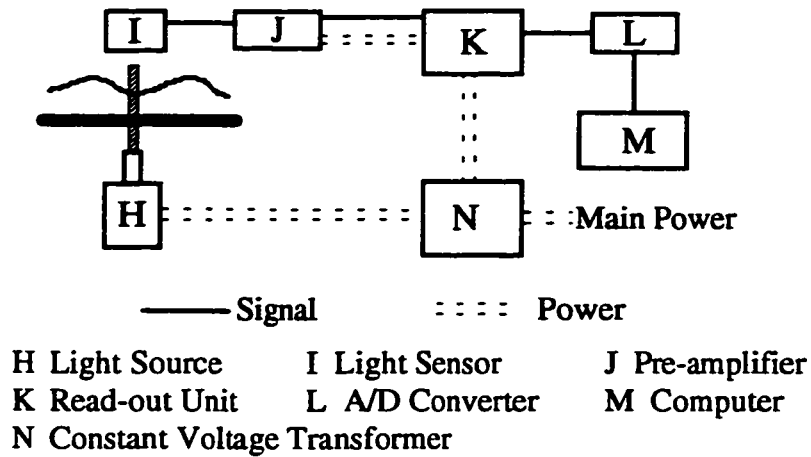 I J K L
M
H N Main Power
Signal Power
H Light Source I Light Sensor J Pre-amplifier
K Read-out Unit L A/D Converter M Computer
N Constant Voltage Transformer